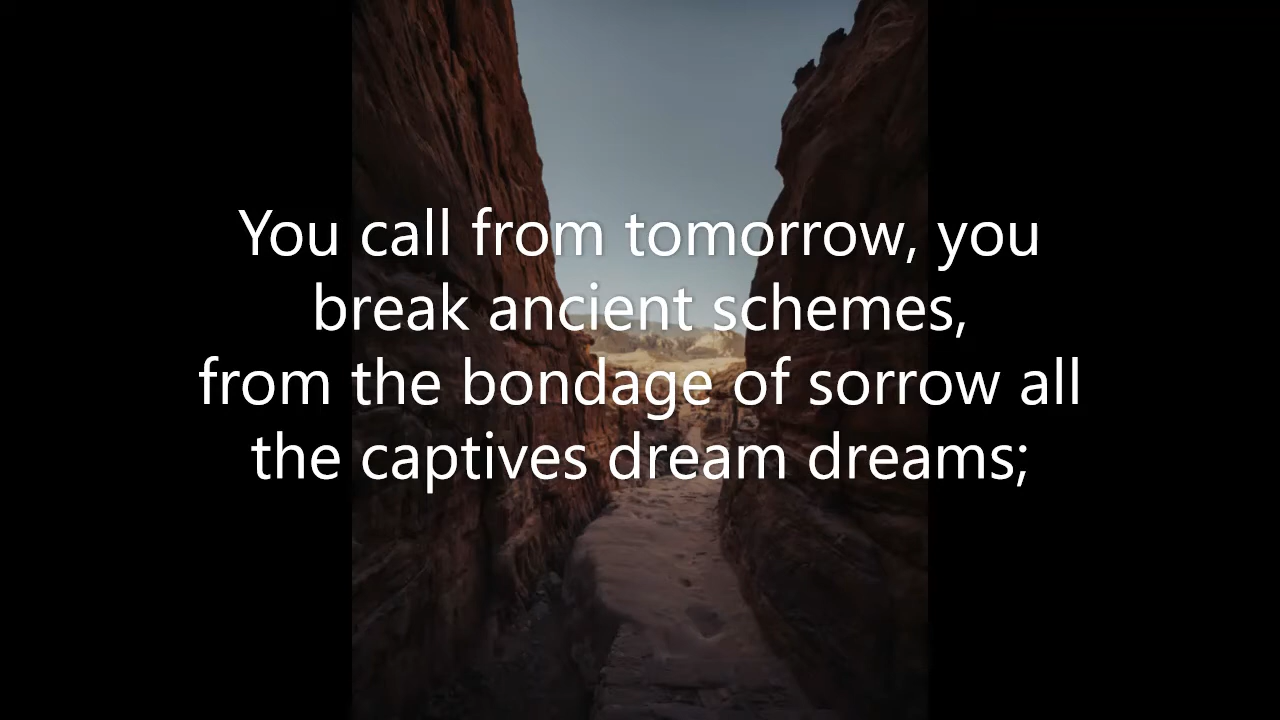 You call from tomorrow, you
break ancient schemes,
from the bondage of sorrow all
the captives dream dreams;